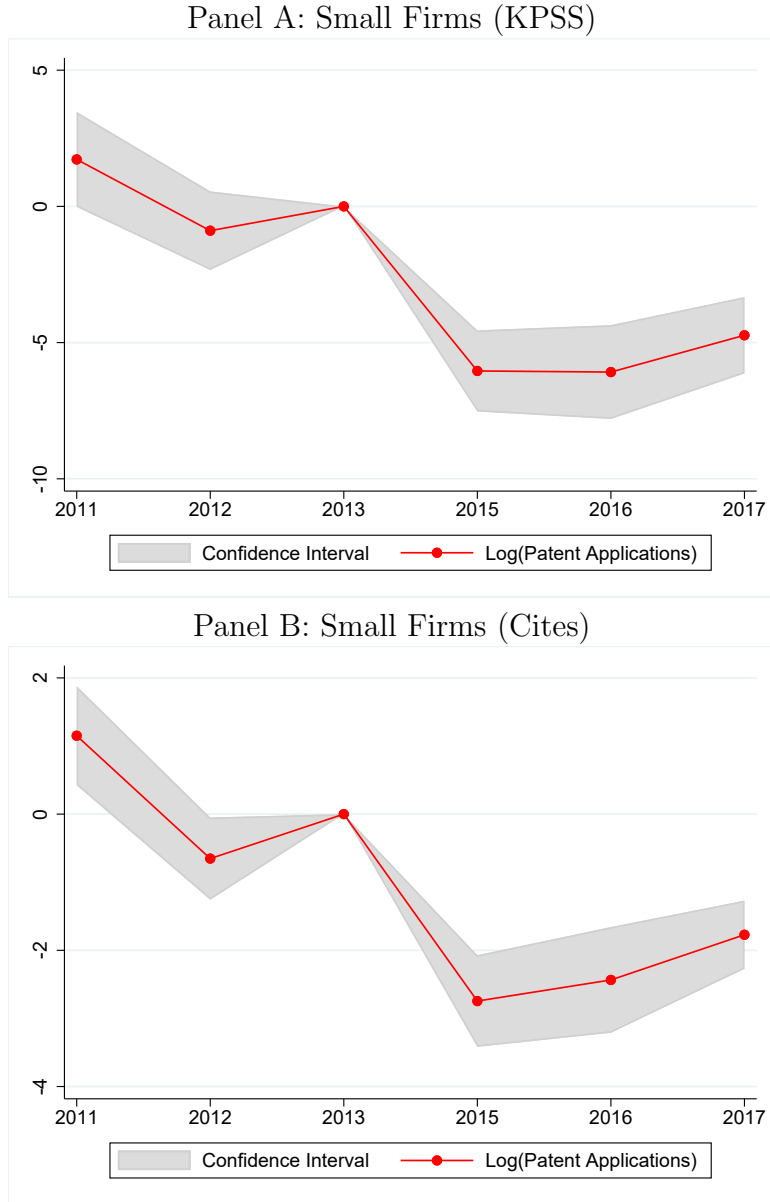 Panel A: Small Firms (KPSS)
5
0
-5
-10
2011 2012 2013 2015 2016 2017
Confidence Interval Log(Patent Applications)
Panel B: Small Firms (Cites)
2
0
-2
-4
2011 2012 2013 2015 2016 2017
Confidence Interval Log(Patent Applications)